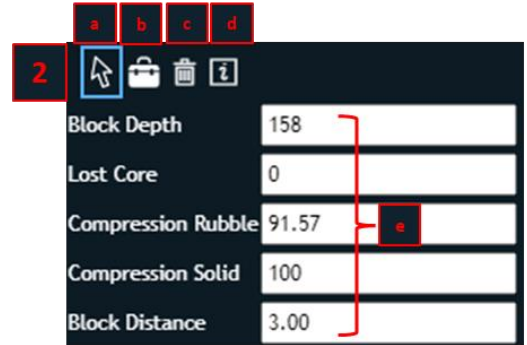 a b c d
2 i
Block Depth 158
Lost Core 0
Compression Rubble 91.57
e
Compression Solid 100
Block Distance 3.00